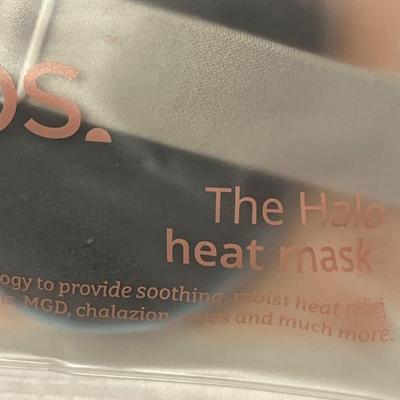 os.
The Halo
heat mask
ogy to provide soothing, moist heat relief
MGD, chalazion, and much more.